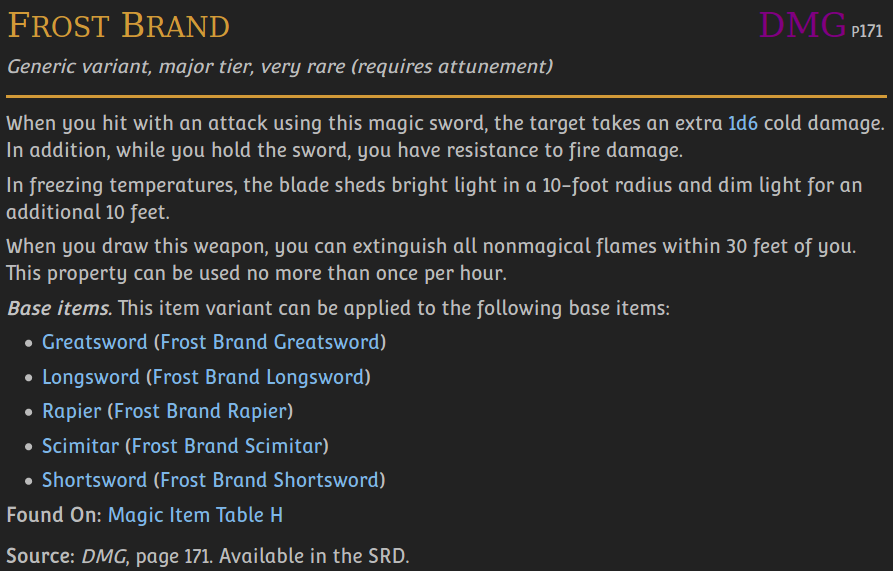 Frost Brand
DMG P171
Generic variant, major tier, very rare (requires attunement)
When you hit with an attack using this magic sword, the target takes an extra 1d6 cold damage.
In addition, while you hold the sword, you have resistance to fire damage.
In freezing temperatures, the blade sheds bright light in a 10-foot radius and dim light for an
additional 10 feet.
When you draw this weapon, you can extinguish all nonmagical flames within 30 feet of you.
This property can be used no more than once per hour.
Base items. This item variant can be applied to the following base items:
• Greatsword (Frost Brand Greatsword)
• Longsword (Frost Brand Longsword)
• Rapier (Frost Brand Rapier)
• Scimitar (Frost Brand Scimitar)
• Shortsword (Frost Brand Shortsword)
Found On: Magic Item Table H
Source: DMG, page 171. Available in the SRD.